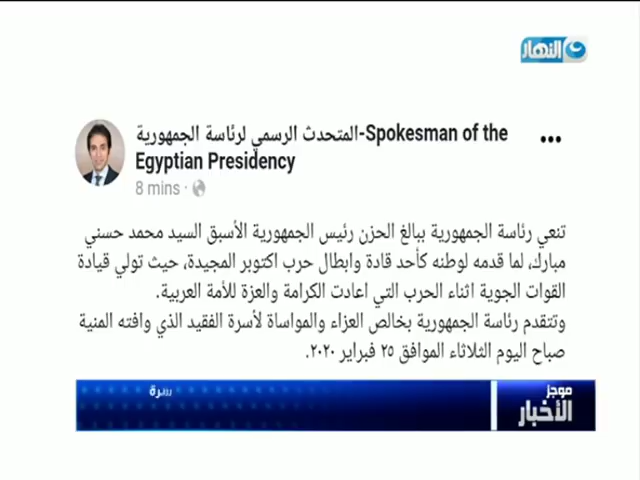 النهار
المتحدث الرسمي لرئاسة الجمهورية-Spokesman of the
Egyptian Presidency
8 mins ·
تنعي رئاسة الجمهورية ببالغ الحزن رئيس الجمهورية الأسبق السيد محمد حسني
مبارك، لما قدمه لوطنه كأحد قادة وابطال حرب اكتوبر المجيدة، حيث تولي قيادة
القوات الجوية اثناء الحرب التي اعادت الكرامة والعزة للأمة العربية.
وتتقدم رئاسة الجمهورية بخالص العزاء والمواساة لأسرة الفقيد الذي وافته المنية
صباح اليوم الثلاثاء الموافق ٢٥ فبراير ٢٠٢٠.
موجز
الأخبار